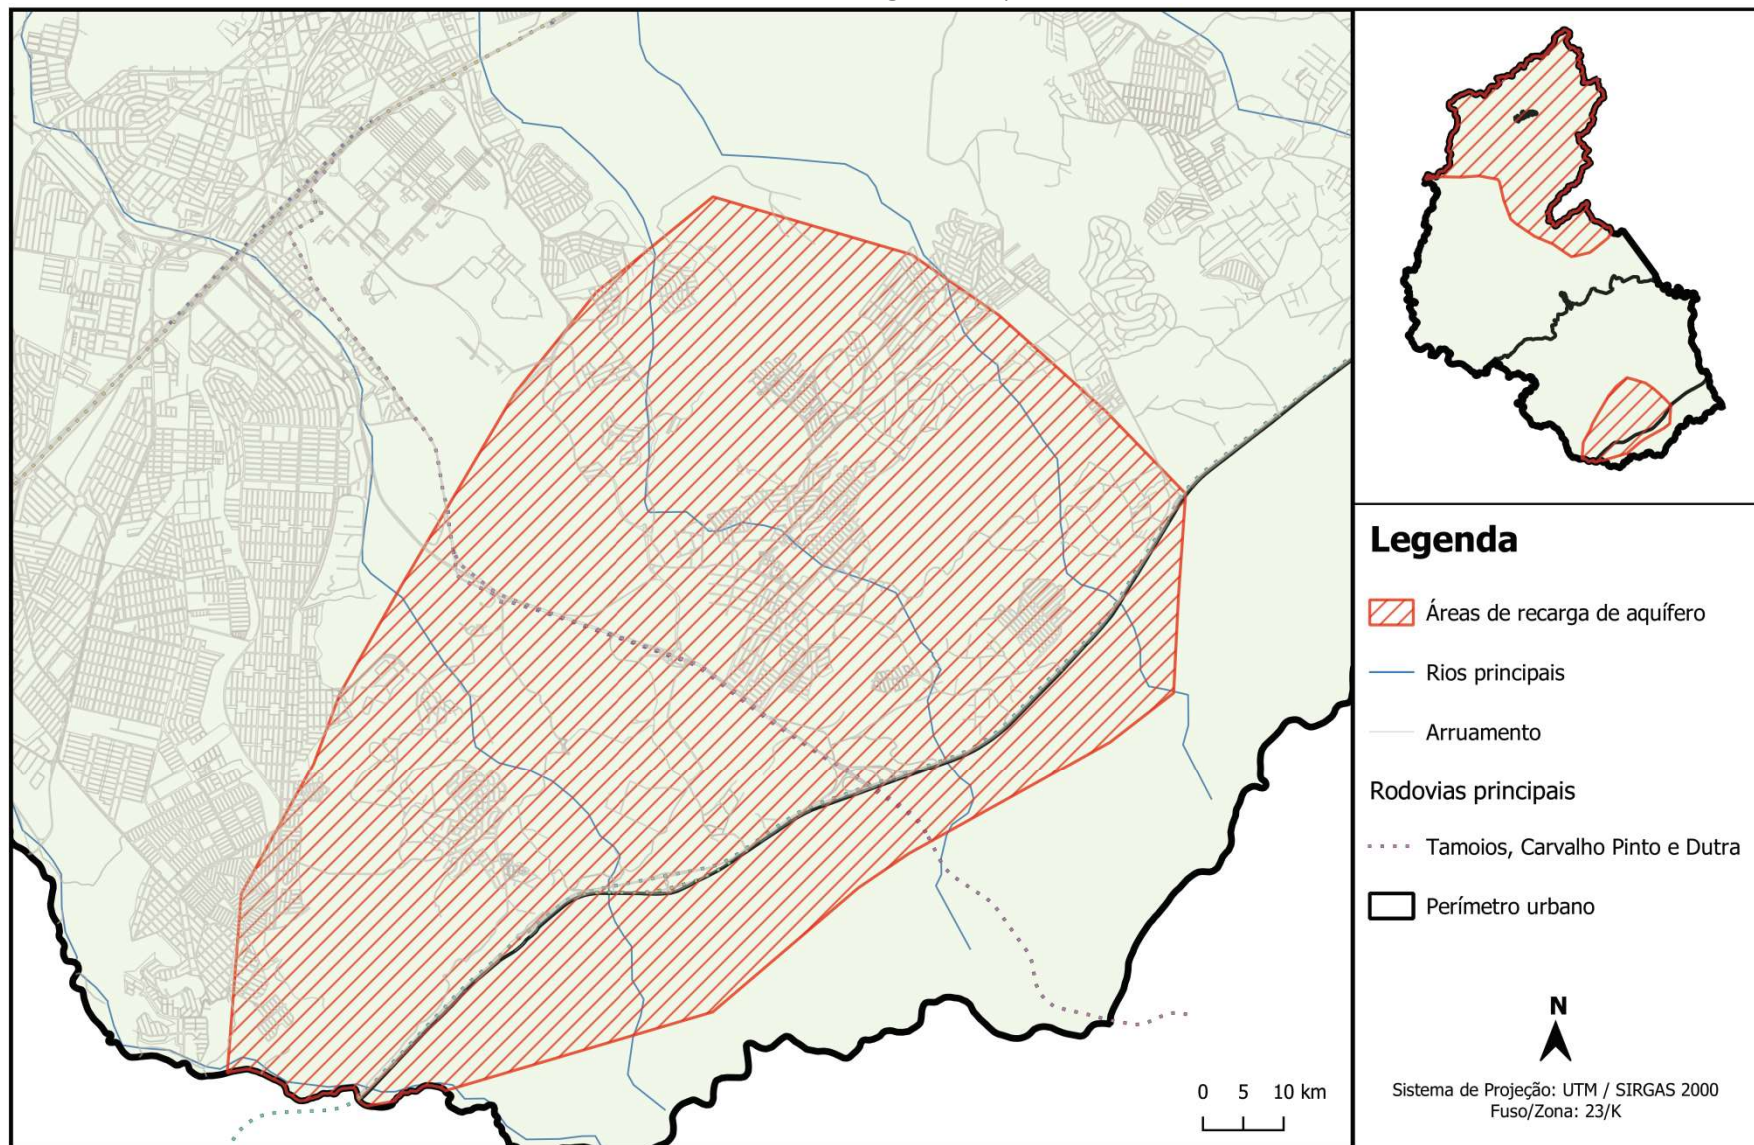 Legenda
Áreas de recarga de aquífero
Rios principais
Arruamento
Rodovias principais
Tamoios, Carvalho Pinto e Dutra
Perímetro urbano
N
0 5 10 km
Sistema de Projeção: UTM / SIRGAS 2000
Fuso/Zona: 23/K